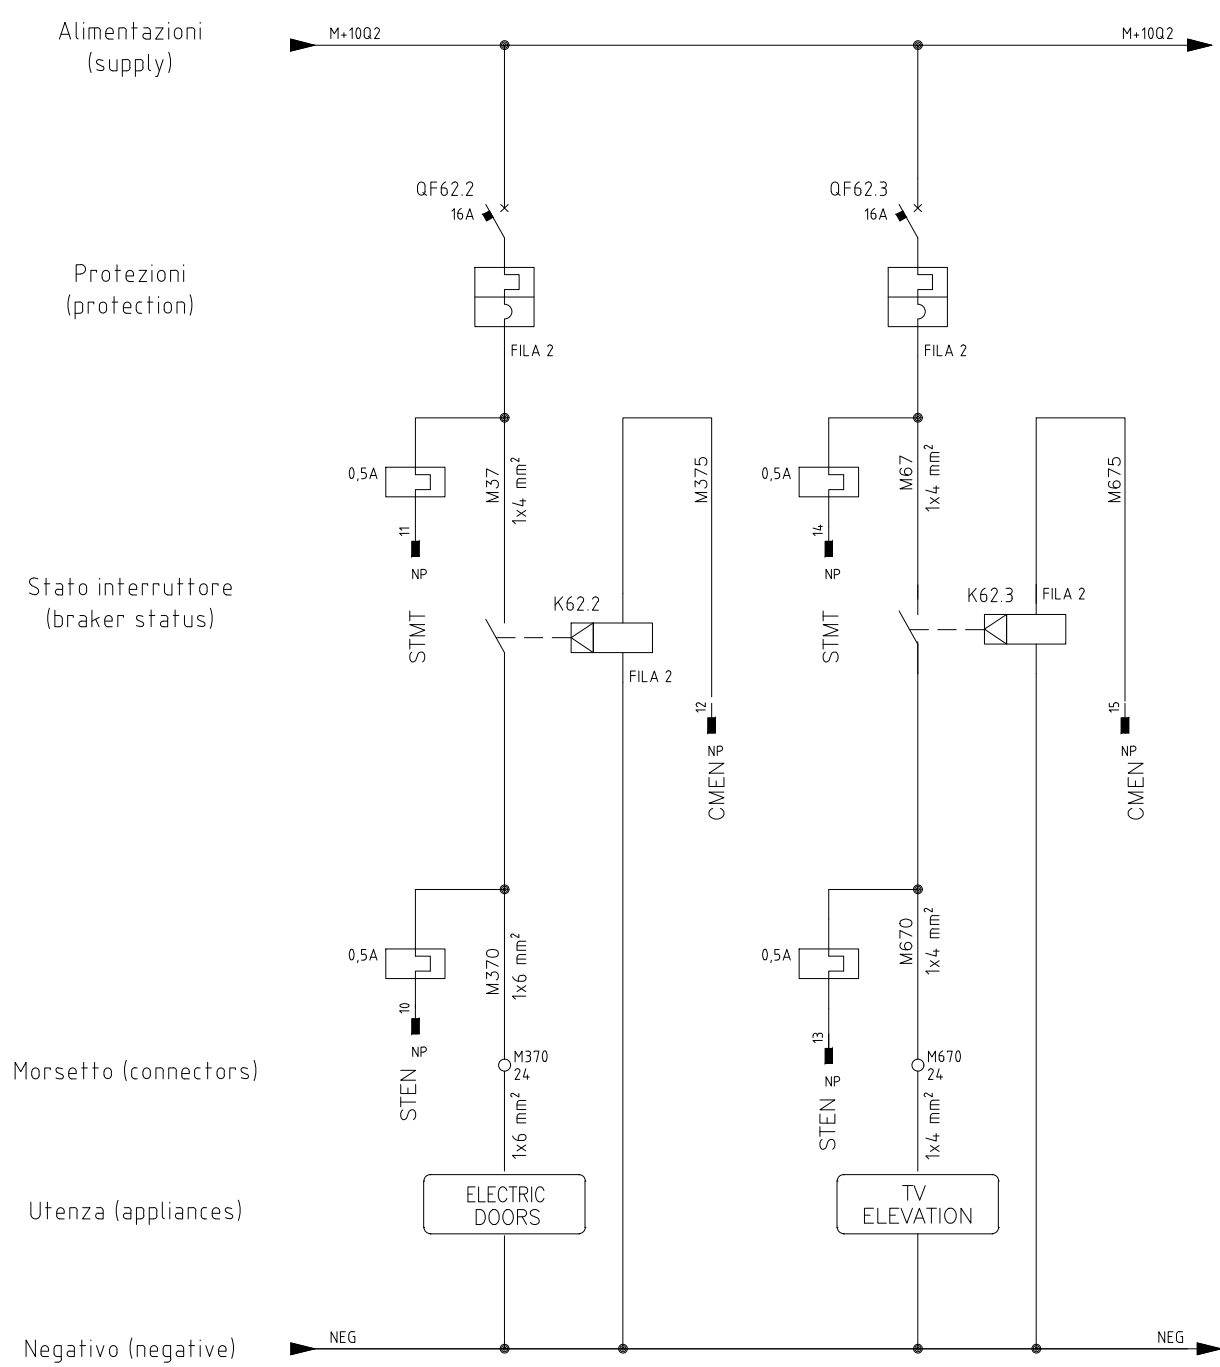 Alimentazioni
(supply)
M+10Q2
M+10Q2
QF62.2
16A
QF62.3
16A
Protezioni
(protection)
FILA 2
FILA 2
0,5A
M37
1x4 mm²
M375
0,5A
M67
1x4 mm²
M675
11
NP
STMT
14
NP
STMT
Stato interruttore
(braker status)
K62.2
FILA 2
K62.3
FILA 2
12
NP
CMEN
15
NP
CMEN
0,5A
M370
1x6 mm²
0,5A
M670
1x4 mm²
10
NP
STEN
13
NP
STEN
Morsetto (connectors)
M370
24
M670
24
1x6 mm²
1x4 mm²
Utenza (appliances)
ELECTRIC
DOORS
TV
ELEVATION
Negativo (negative)
NEG
NEG